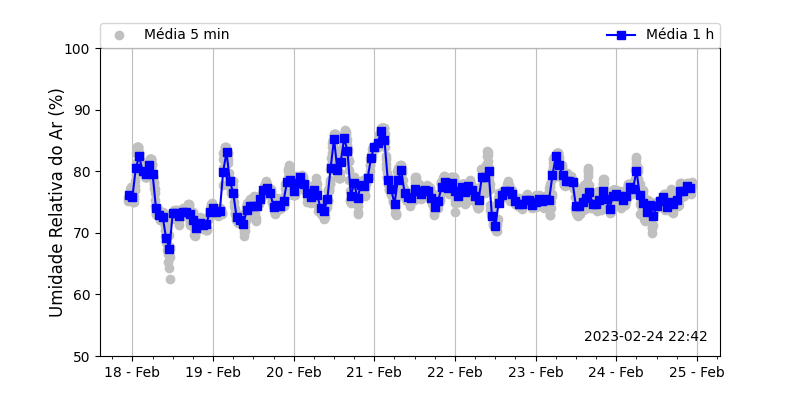 Média 5 min
Média 1 h
Umidade Relativa do Ar (%)
100
90
80
70
60
50
2023-02-24 22:42
18 - Feb
19 - Feb
20 - Feb
21 - Feb
22 - Feb
23 - Feb
24 - Feb
25 - Feb